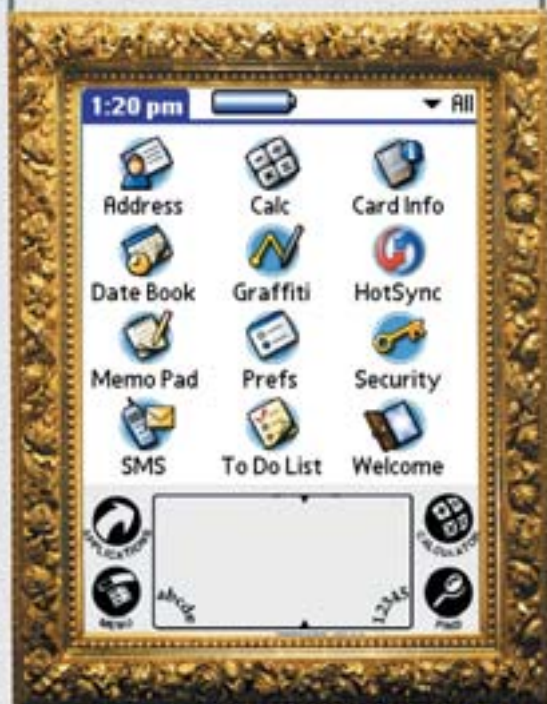 1:20 pm All
Address Calc Card Info
Date Book Graffiti HotSync
Memo Pad Prefs Security
SMS To Do List Welcome
APPLICATIONS CALCULATOR
abcde 12345
MENU FIND